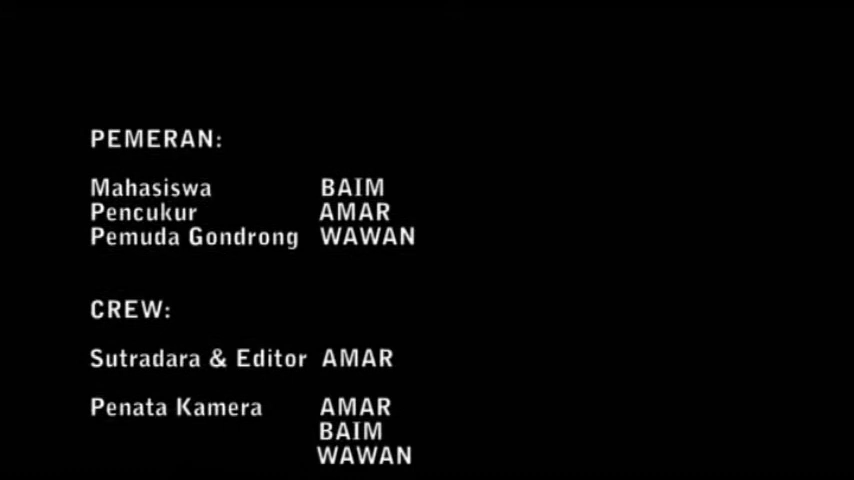 PEMERAN:
Mahasiswa BAIM
Pencukur AMAR
Pemuda Gondrong WAWAN
CREW:
Sutradara & Editor AMAR
Penata Kamera AMAR
BAIM
WAWAN